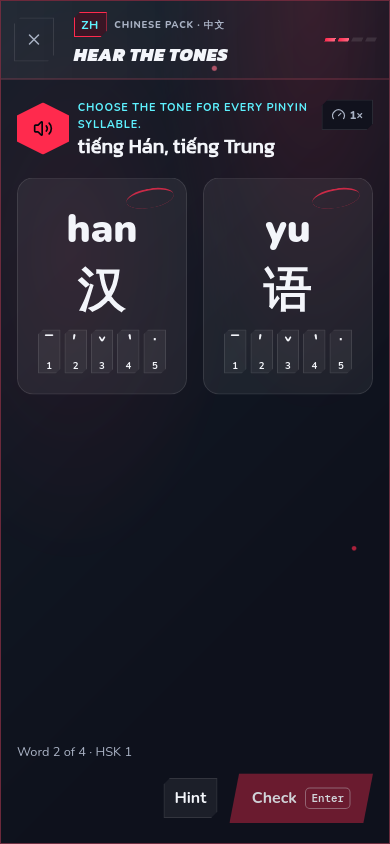 ZH
CHINESE PACK · 中文
HEAR THE TONES
CHOOSE THE TONE FOR EVERY PINYIN
SYLLABLE.
tiếng Hán, tiếng Trung
1×
han
汉
ˉ ˊ ˇ ˋ ·
1 2 3 4 5
yu
语
ˉ ˊ ˇ ˋ ·
1 2 3 4 5
Word 2 of 4 · HSK 1
Hint
Check Enter